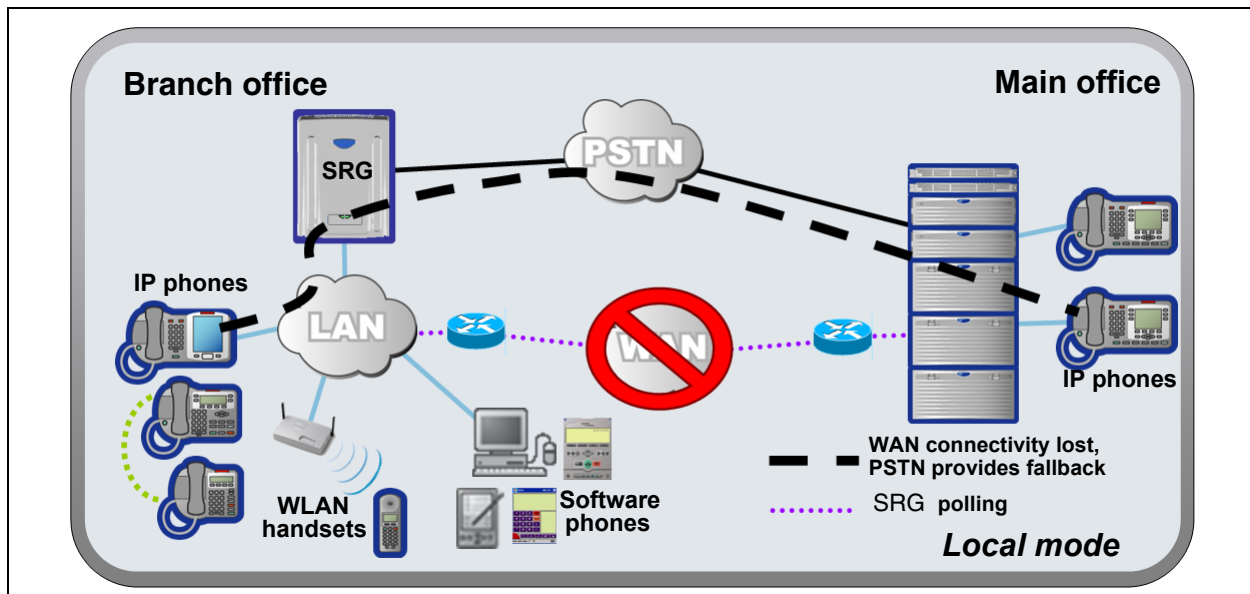 Branch office
Main office
SRG
PSTN
IP phones
LAN
WAN
IP phones
WLAN
handsets
Software
phones
WAN connectivity lost,
PSTN provides fallback
SRG polling
Local mode